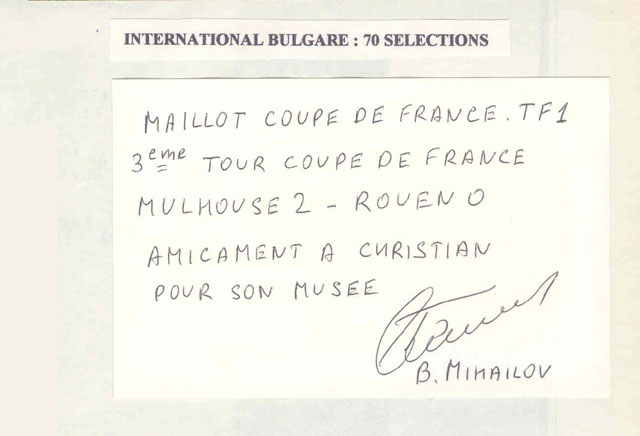 INTERNATIONAL BULGARE : 70 SELECTIONS
MAILLOT COUPE DE FRANCE. TF1
3eme TOUR COUPE DE FRANCE
MULHOUSE 2 - ROUEN 0
AMICAMENT A CHRISTIAN
POUR SON MUSEE
B. MIHAILOV